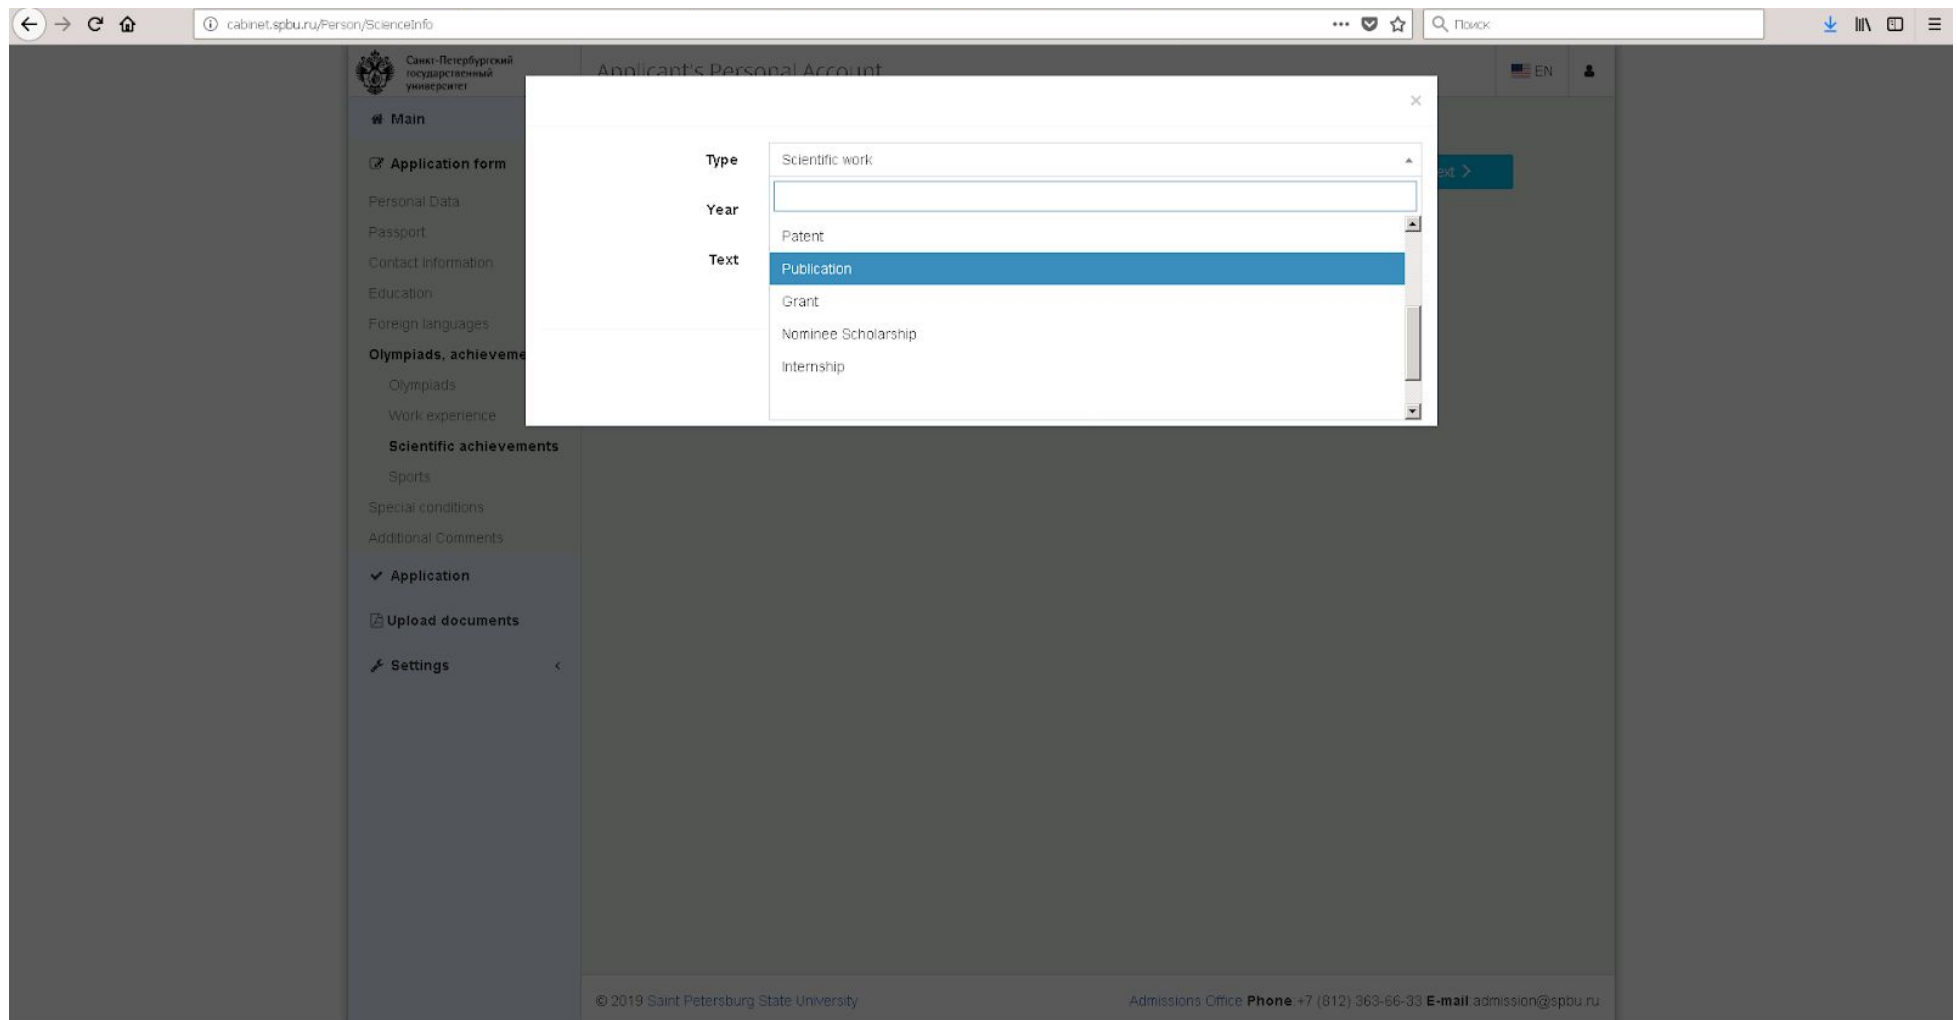 cabinet.spbu.ru/Person/ScienceInfo
Поиск
Санкт-Петербургский
государственный
университет
Applicant's Personal Account
EN
Main
Application form
Personal Data
Passport
Contact Information
Education
Foreign languages
Olympiads, achieveme
Olympiads
Work experience
Scientific achievements
Sports
Special conditions
Additional Comments
Application
Upload documents
Settings
×
Type
Scientific work
Year
Text
Patent
Publication
Grant
Nominee Scholarship
Internship
ext >
© 2019 Saint Petersburg State University
Admissions Office Phone +7 (812) 363-66-33 E-mail admission@spbu.ru